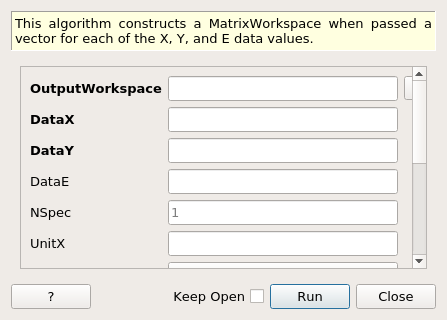 This algorithm constructs a MatrixWorkspace when passed a
vector for each of the X, Y, and E data values.
OutputWorkspace
DataX
DataY
DataE
NSpec 1
UnitX
? Keep Open Run Close